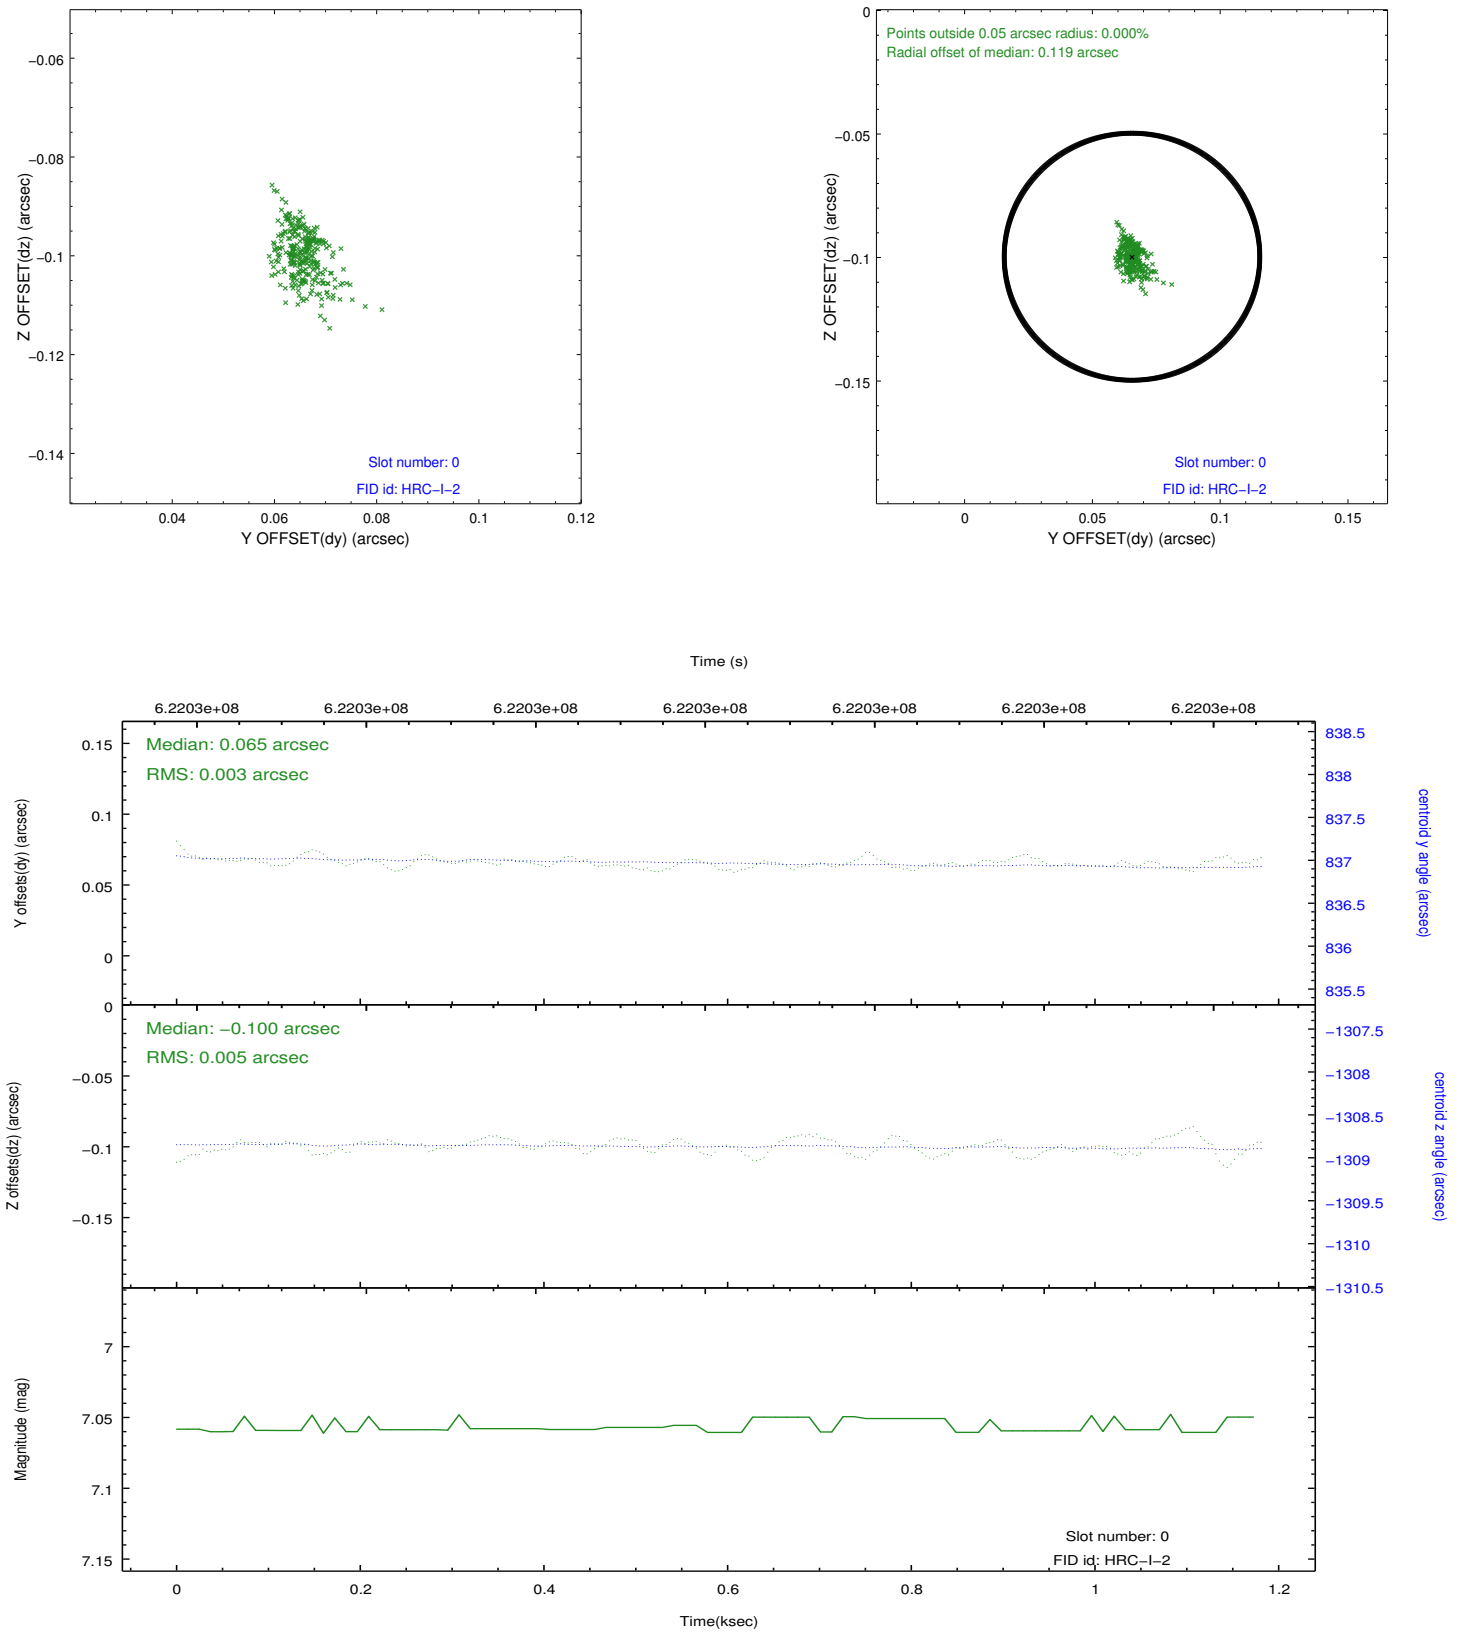 −0.06
−0.08
−0.1
−0.12
−0.14
Z OFFSET(dz) (arcsec)
Slot number: 0
FID id: HRC−I−2
0.04 0.06 0.08 0.1 0.12
Y OFFSET(dy) (arcsec)
0
−0.05
−0.1
−0.15
Z OFFSET(dz) (arcsec)
Points outside 0.05 arcsec radius: 0.000%
Radial offset of median: 0.119 arcsec
Slot number: 0
FID id: HRC−I−2
0 0.05 0.1 0.15
Y OFFSET(dy) (arcsec)
Time (s)
6.2203e+08 6.2203e+08 6.2203e+08 6.2203e+08 6.2203e+08 6.2203e+08 6.2203e+08
0.15
0.1
0.05
0
Y offsets(dy) (arcsec)
Median: 0.065 arcsec
RMS: 0.003 arcsec
838.5
838
837.5
837
836.5
836
835.5
centroid y angle (arcsec)
0
−0.05
−0.1
−0.15
Z offsets(dz) (arcsec)
Median: −0.100 arcsec
RMS: 0.005 arcsec
−1307.5
−1308
−1308.5
−1309
−1309.5
−1310
−1310.5
centroid z angle (arcsec)
7
7.05
7.1
7.15
Magnitude (mag)
Slot number: 0
FID id: HRC−I−2
0 0.2 0.4 0.6 0.8 1 1.2
Time(ksec)